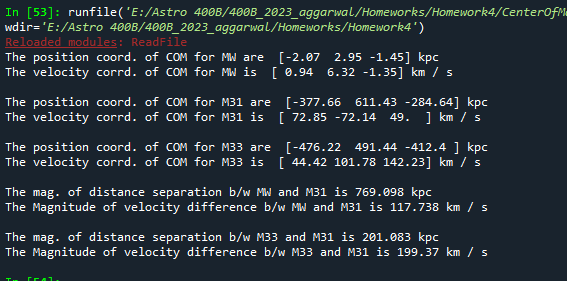 In [53]: runfile('E:/Astro 400B/400B_2023_aggarwal/Homeworks/Homework4/CenterOfM
wdir='E:/Astro 400B/400B_2023_aggarwal/Homeworks/Homework4')
Reloaded modules: ReadFile
The position coord. of COM for MW are  [-2.07  2.95 -1.45] kpc
The velocity corrd. of COM for MW is  [ 0.94  6.32 -1.35] km / s
The position coord. of COM for M31 are  [-377.66  611.43 -284.64] kpc
The velocity corrd. of COM for M31 is  [ 72.85 -72.14  49.  ] km / s
The position coord. of COM for M33 are  [-476.22  491.44 -412.4 ] kpc
The velocity corrd. of COM for M33 is  [ 44.42 101.78 142.23] km / s
The mag. of distance separation b/w MW and M31 is 769.098 kpc
The Magnitude of velocity difference b/w MW and M31 is 117.738 km / s
The mag. of distance separation b/w M33 and M31 is 201.083 kpc
The Magnitude of velocity difference b/w M33 and M31 is 199.37 km / s